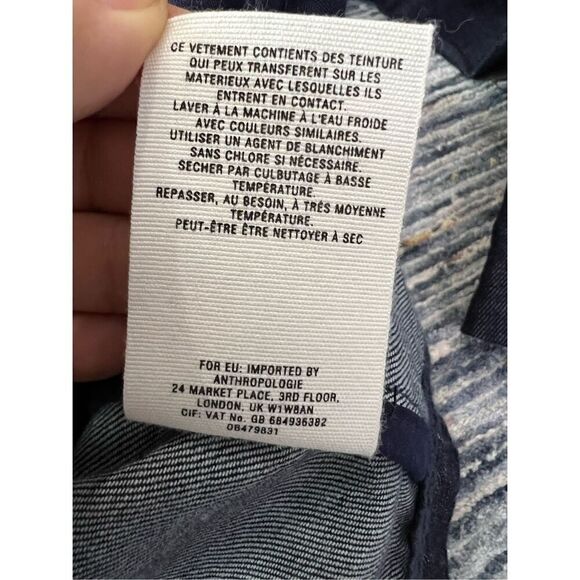 CE VETEMENT CONTIENTS DES TEINTURE
QUI PEUX TRANSFERENT SUR LES
MATERIEUX AVEC LESQUELLES ILS
ENTRENT EN CONTACT.
LAVER À LA MACHINE À L'EAU FROIDE
AVEC COULEURS SIMILAIRES.
UTILISER UN AGENT DE BLANCHIMENT
SANS CHLORE SI NÉCESSAIRE.
SECHER PAR CULBUTAGE À BASSE
TEMPÉRATURE.
REPASSER, AU BESOIN, À TRÈS MOYENNE
TEMPÉRATURE.
PEUT-ÊTRE ÊTRE NETTOYER À SEC
FOR EU: IMPORTED BY
ANTHROPOLOGIE
24 MARKET PLACE, 3RD FLOOR,
LONDON, UK W1W8AN
CIF: VAT No. GB 684936382
OB479831